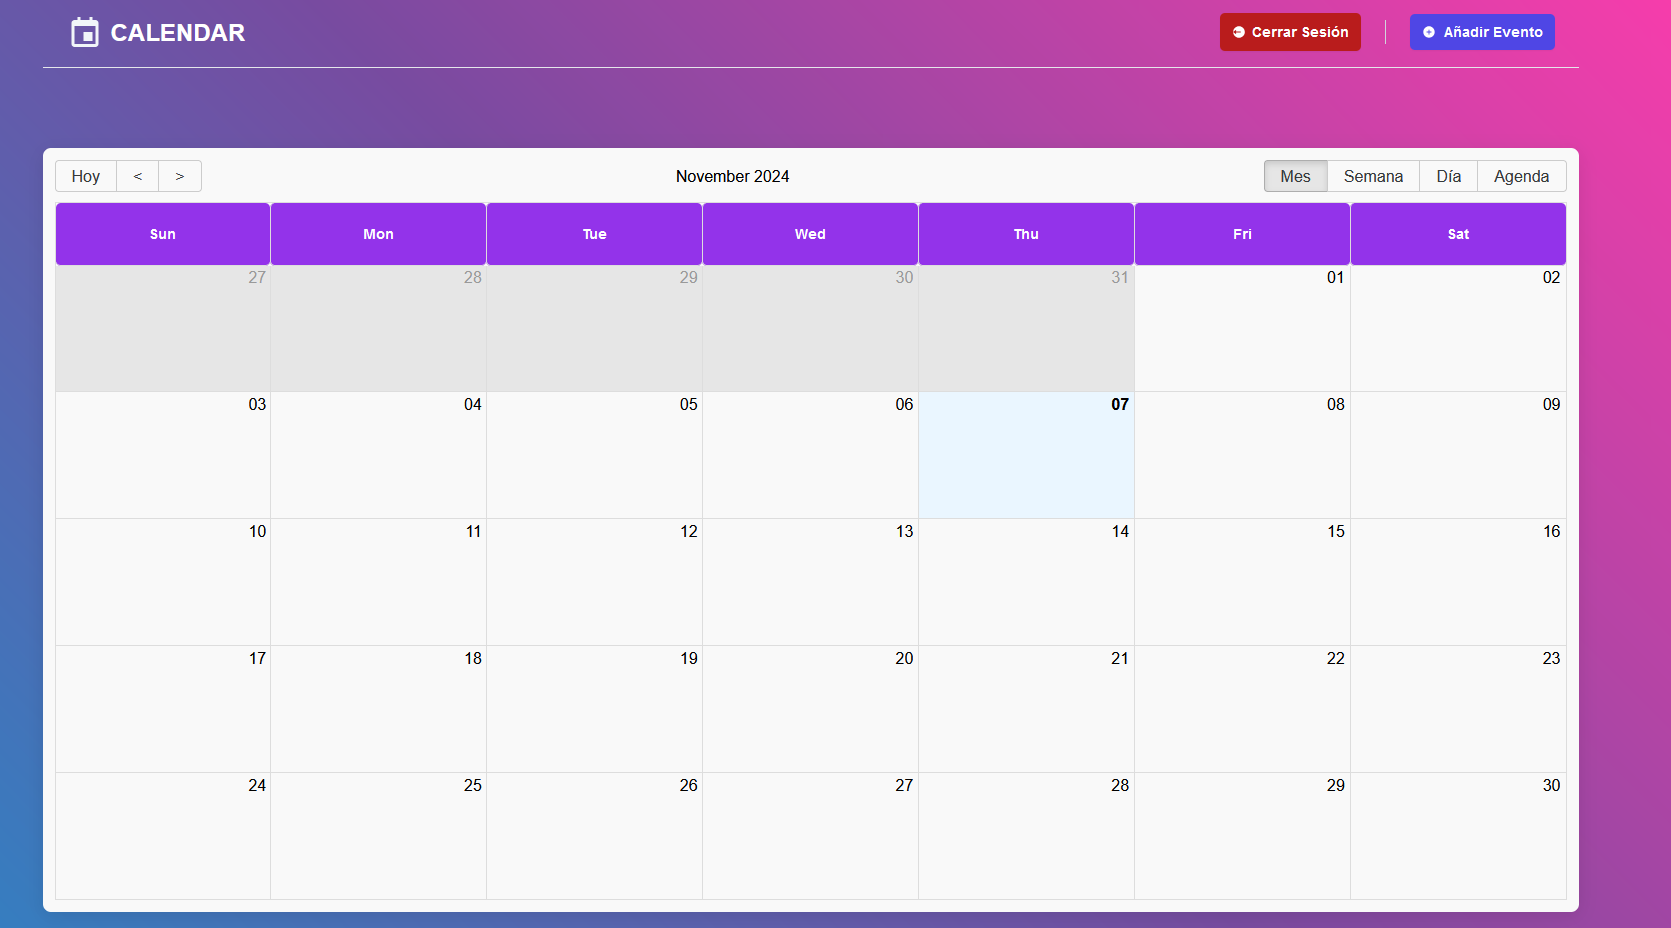 CALENDAR
Cerrar Sesión Añadir Evento
Hoy < > November 2024 Mes Semana Día Agenda
Sun Mon Tue Wed Thu Fri Sat
27 28 29 30 31 01 02
03 04 05 06 07 08 09
10 11 12 13 14 15 16
17 18 19 20 21 22 23
24 25 26 27 28 29 30